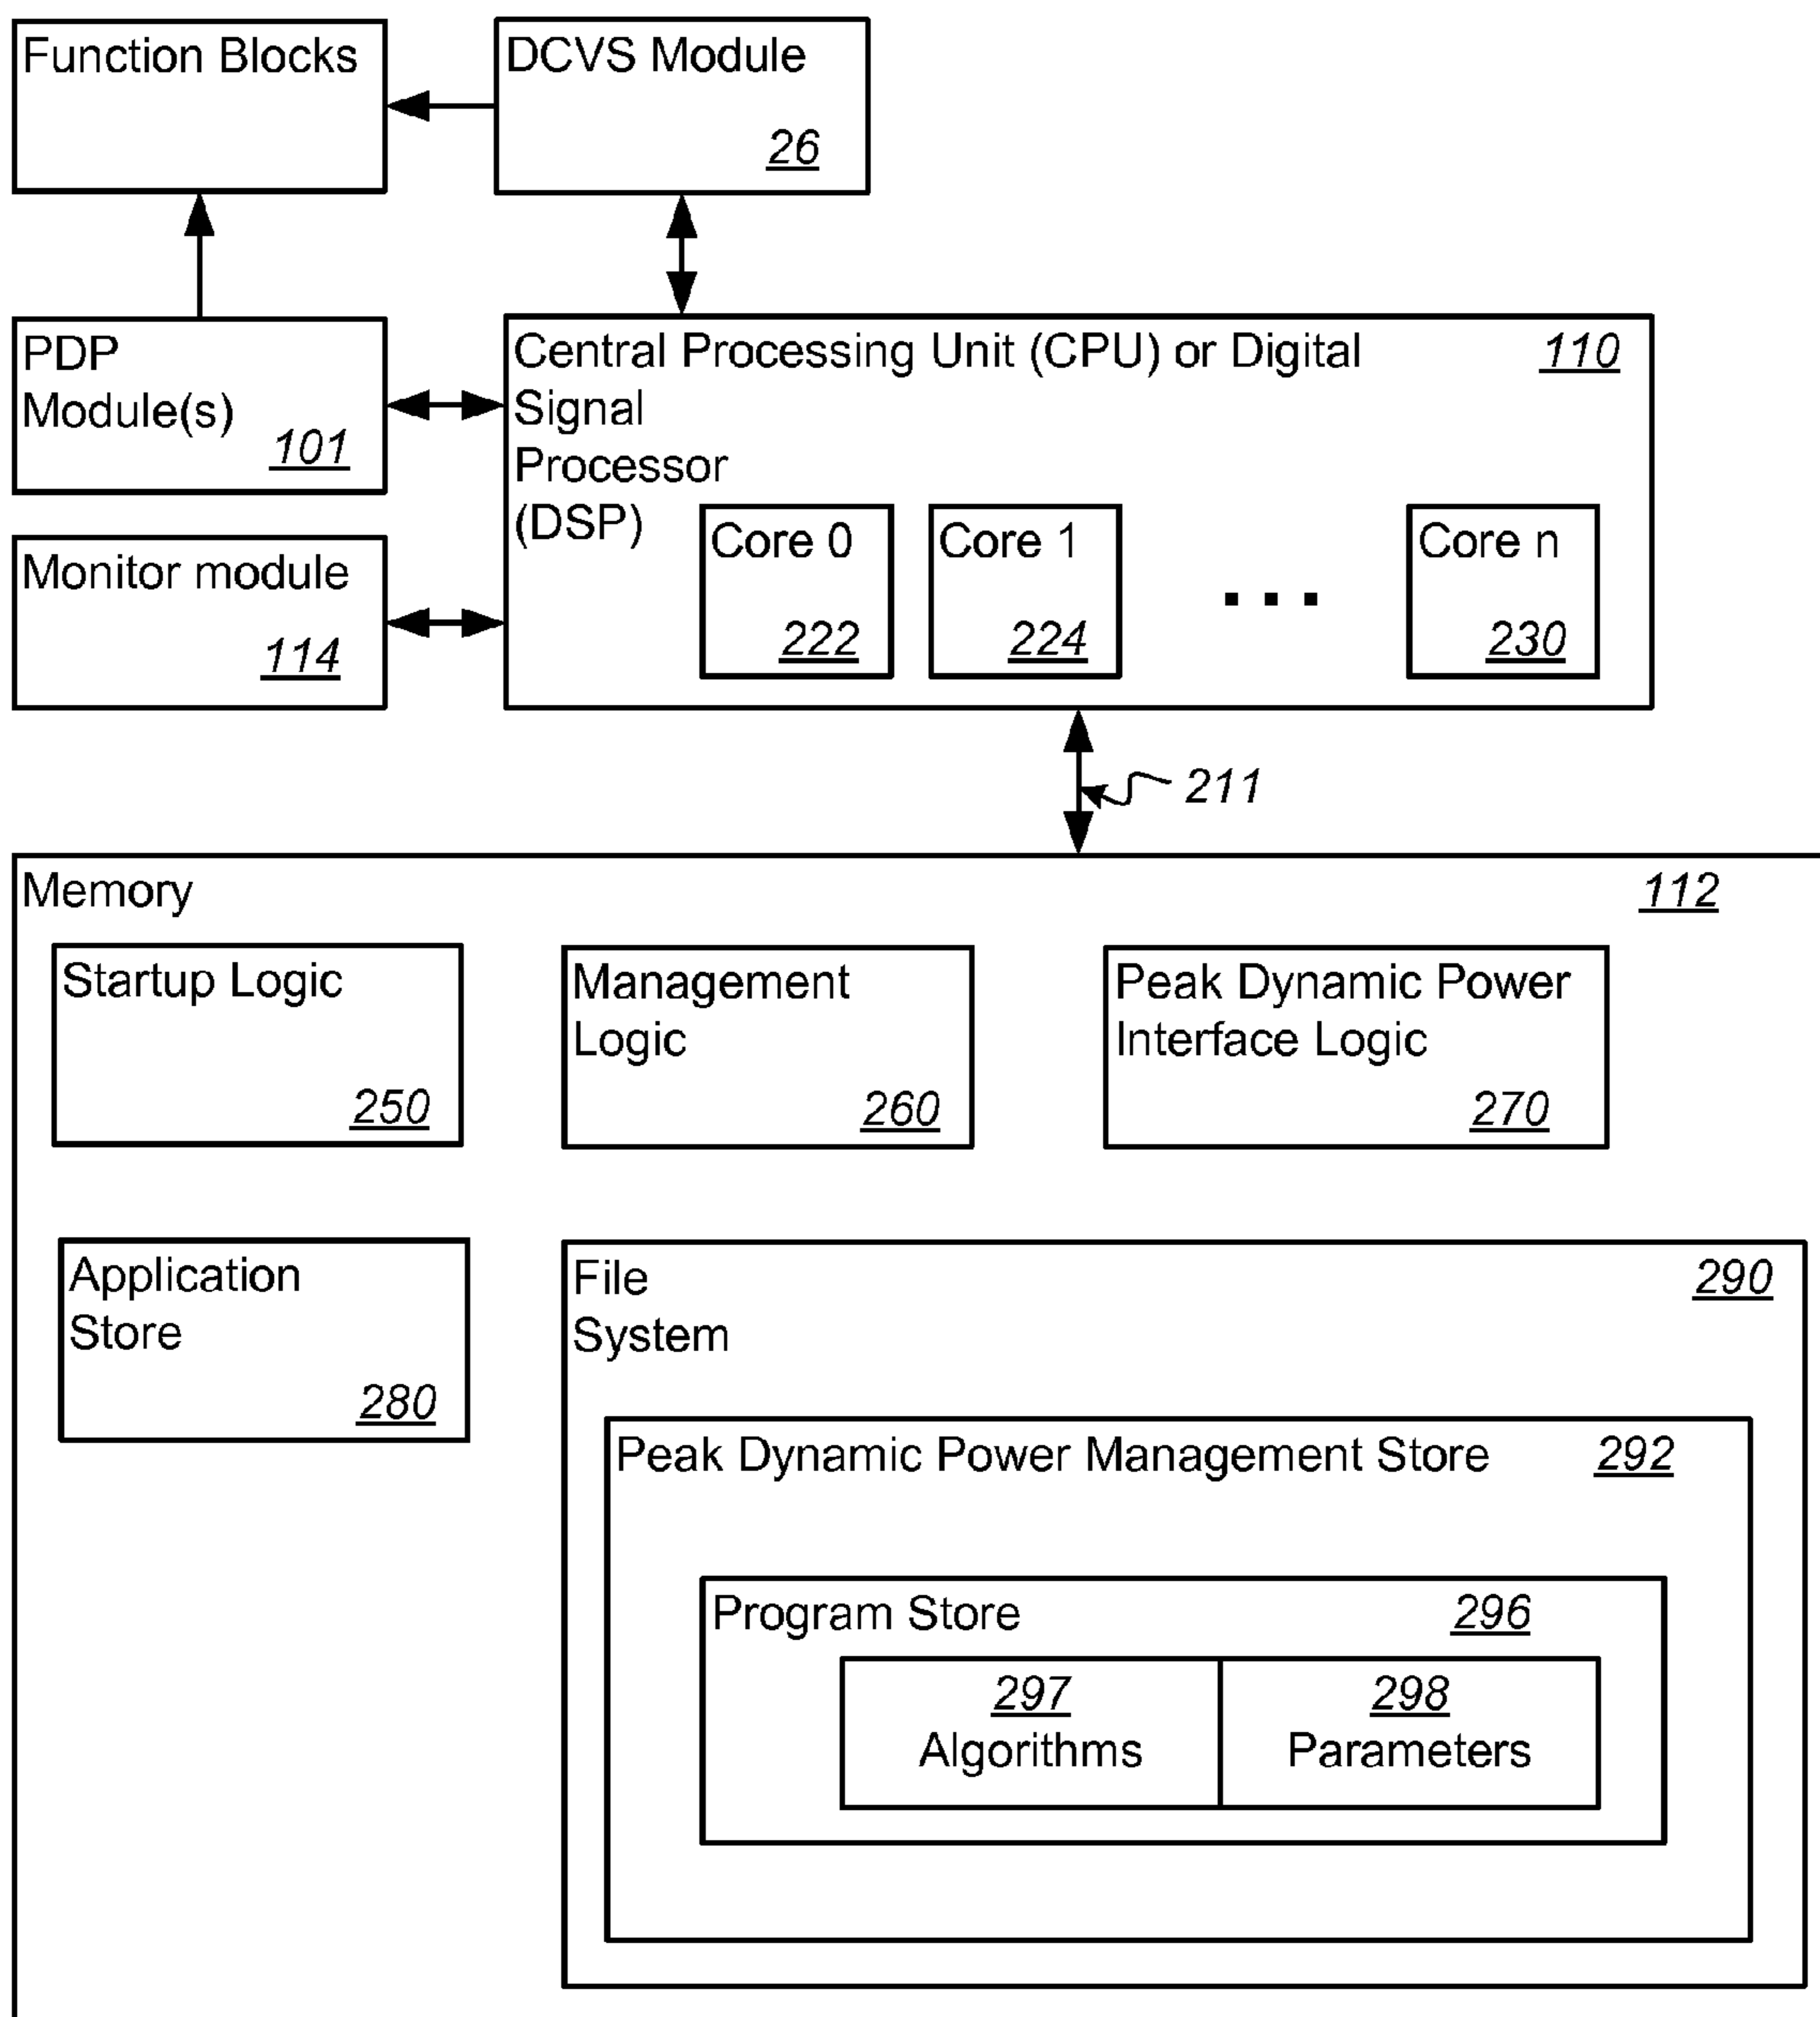 Function Blocks
DCVS Module
26
PDP
Module(s)
101
Central Processing Unit (CPU) or Digital
Signal
Processor
(DSP)
110
Core 0
222
Core 1
224
...
Core n
230
Monitor module
114
211
Memory
112
Startup Logic
250
Management
Logic
260
Peak Dynamic Power
Interface Logic
270
Application
Store
280
File
System
290
Peak Dynamic Power Management Store
292
Program Store
296
297
Algorithms
298
Parameters